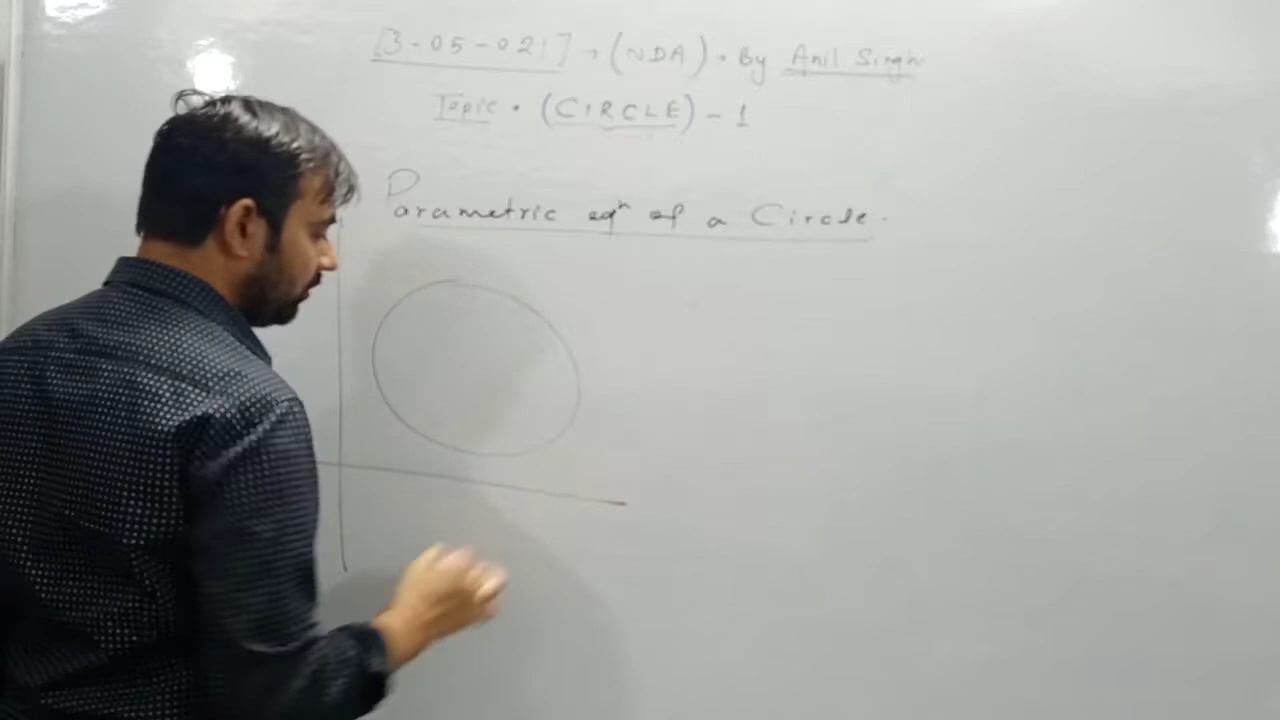 [3-05-021] → (NDA) • By Anil Singh
Topic • (CIRCLE) - 1
Parametric eqn of a Circle.